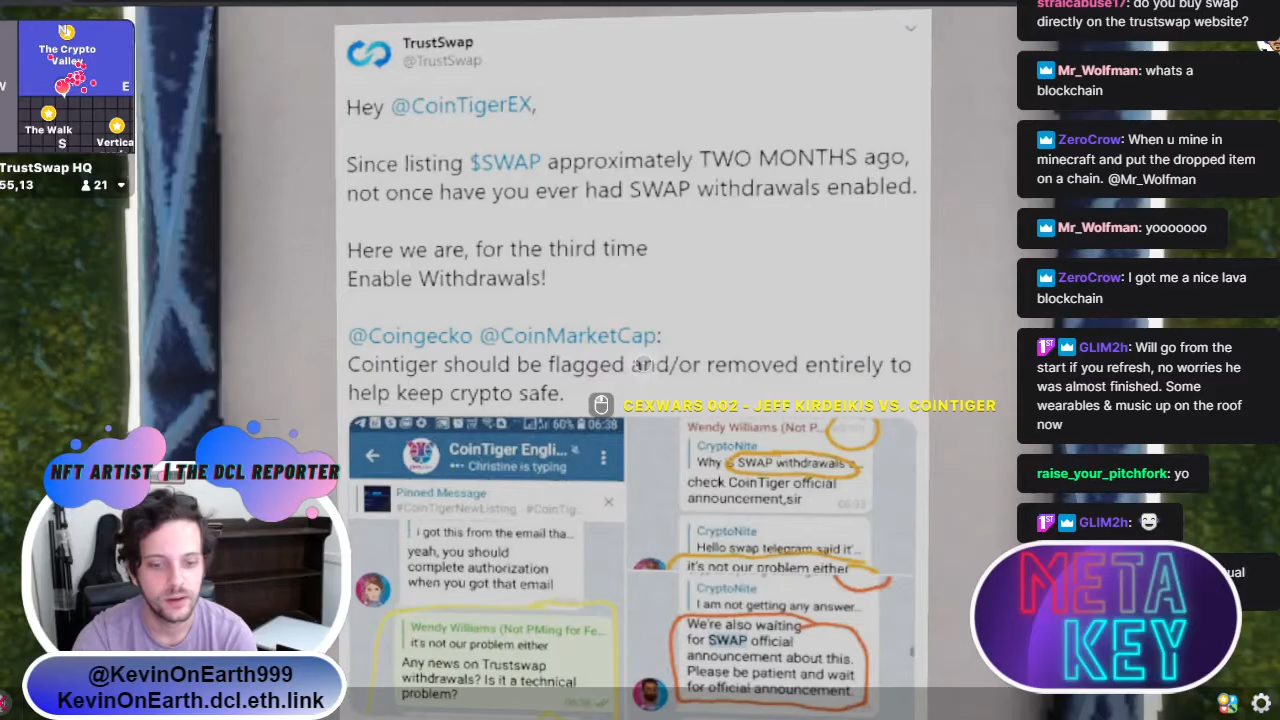 N
The Crypto
Valley
W
E
The Walk
S
Vertica
TrustSwap HQ
55,13
21
TrustSwap
@TrustSwap
Hey @CoinTigerEX,
Since listing $SWAP approximately TWO MONTHS ago,
not once have you ever had SWAP withdrawals enabled.
Here we are, for the third time
Enable Withdrawals!
@Coingecko @CoinMarketCap:
Cointiger should be flagged and/or removed entirely to
help keep crypto safe.
CEXWARS 002 - JEFF KIRDEIKIS VS. COINTIGER
60% 06:38
CoinTiger Engli...
Christine is typing
Pinned Message
#CoinTigerNewListing #CoinTig...
i got this from the email tha...
yeah, you should
complete authorization
when you got that email
Wendy Williams (Not PMing for Fe...
it's not our problem either
Any news on Trustswap
withdrawals? Is it a technical
problem?
Wendy Williams (Not P...
CryptoNite
Why is SWAP withdrawals
check CoinTiger official
announcement,sir
06:33
CryptoNite
Hello swap telegram said it'...
it's not our problem either
CryptoNite
I am not getting any answer...
We're also waiting
for SWAP official
announcement about this.
Please be patient and wait
for official announcement.
NFT ARTIST | THE DCL REPORTER
@KevinOnEarth999
KevinOnEarth.dcl.eth.link
straicabuse17: do you buy swap
directly on the trustswap website?
Mr_Wolfman: whats a
blockchain
ZeroCrow: When u mine in
minecraft and put the dropped item
on a chain. @Mr_Wolfman
Mr_Wolfman: yooooooo
ZeroCrow: I got me a nice lava
blockchain
1ST GLIM2h: Will go from the
start if you refresh, no worries he
was almost finished. Some
wearables & music up on the roof
now
raise_your_pitchfork: yo
1ST GLIM2h:
META
KEY